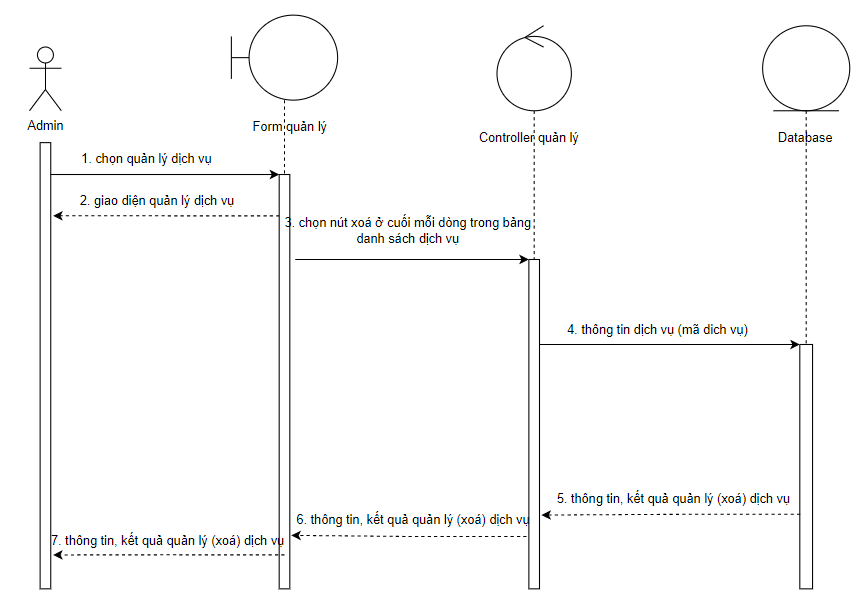 Admin
Form quản lý
Controller quản lý
Database
1. chọn quản lý dịch vụ
2. giao diện quản lý dịch vụ
3. chọn nút xoá ở cuối mỗi dòng trong bảng
danh sách dịch vụ
4. thông tin dịch vụ (mã dich vụ)
5. thông tin, kết quả quản lý (xoá) dịch vụ
6. thông tin, kết quả quản lý (xoá) dịch vụ
7. thông tin, kết quả quản lý (xoá) dịch vụ